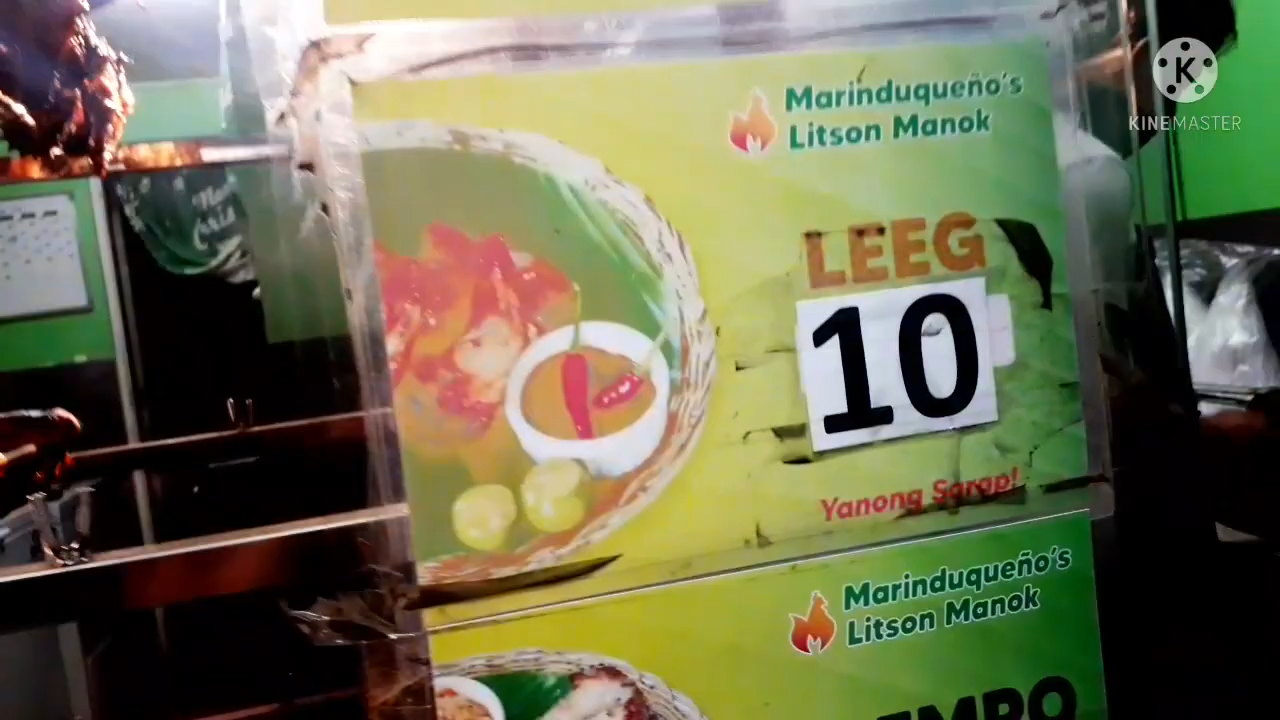 Marinduqueño's
Litson Manok
LEEG
10
Yanong Sarap!
Marinduqueño's
Litson Manok
K
KINEMASTER